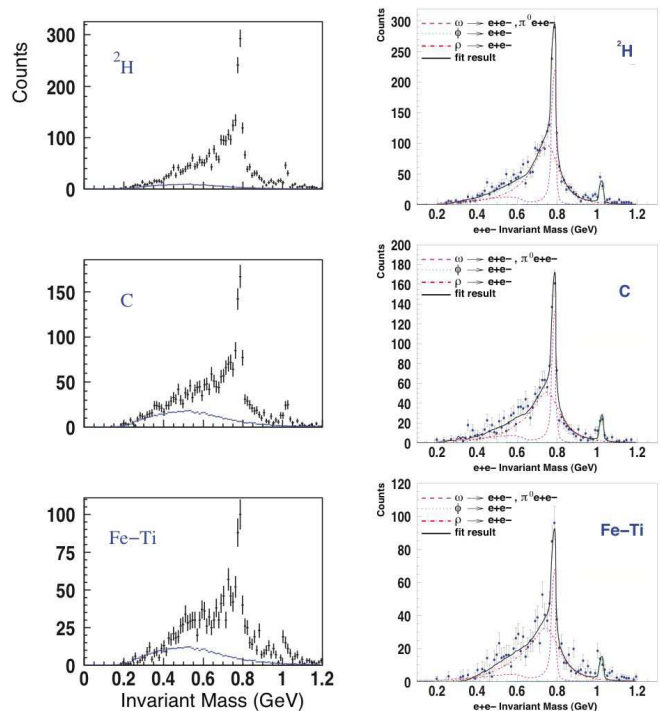 Counts
300
200
100
0
²H
150
100
50
0
C
100
75
50
25
0
Fe−Ti
0 0.2 0.4 0.6 0.8 1 1.2
Invariant Mass (GeV)
Counts
300
250
200
150
100
50
0
ω → e+e− , π⁰e+e−
ϕ → e+e−
ρ → e+e−
fit result
²H
0.2 0.4 0.6 0.8 1.0 1.2
e+e− Invariant Mass (GeV)
Counts
200
180
160
140
120
100
80
60
40
20
0
ω → e+e− , π⁰e+e−
ϕ → e+e−
ρ → e+e−
fit result
C
0.2 0.4 0.6 0.8 1.0 1.2
e+e− Invariant Mass (GeV)
Counts
120
100
80
60
40
20
0
ω → e+e− , π⁰e+e−
ϕ → e+e−
ρ → e+e−
fit result
Fe−Ti
0.2 0.4 0.6 0.8 1.0 1.2
e+e− Invariant Mass (GeV)